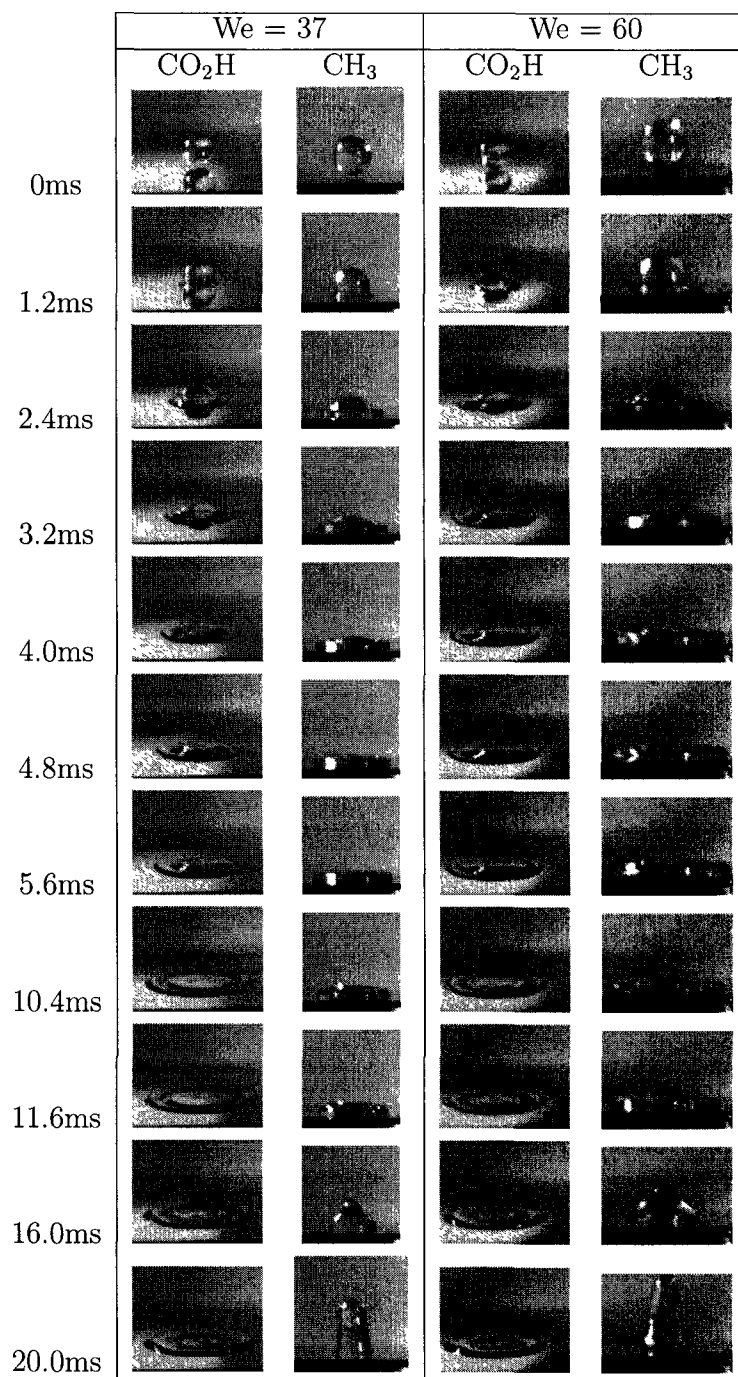 We = 37 We = 60
CO₂H CH₃ CO₂H CH₃
0ms
1.2ms
2.4ms
3.2ms
4.0ms
4.8ms
5.6ms
10.4ms
11.6ms
16.0ms
20.0ms